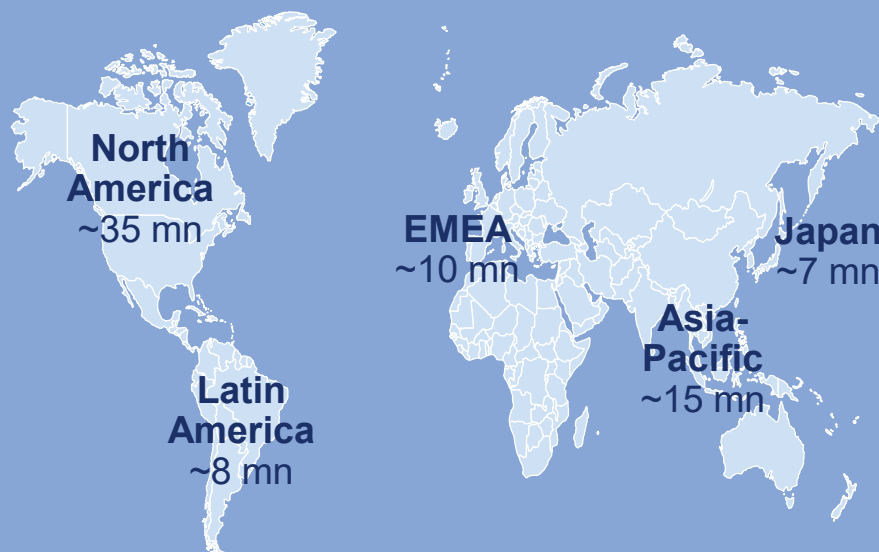 North
America
~35 mn
EMEA
~10 mn
Japan
~7 mn
Asia-
Pacific
~15 mn
Latin
America
~8 mn